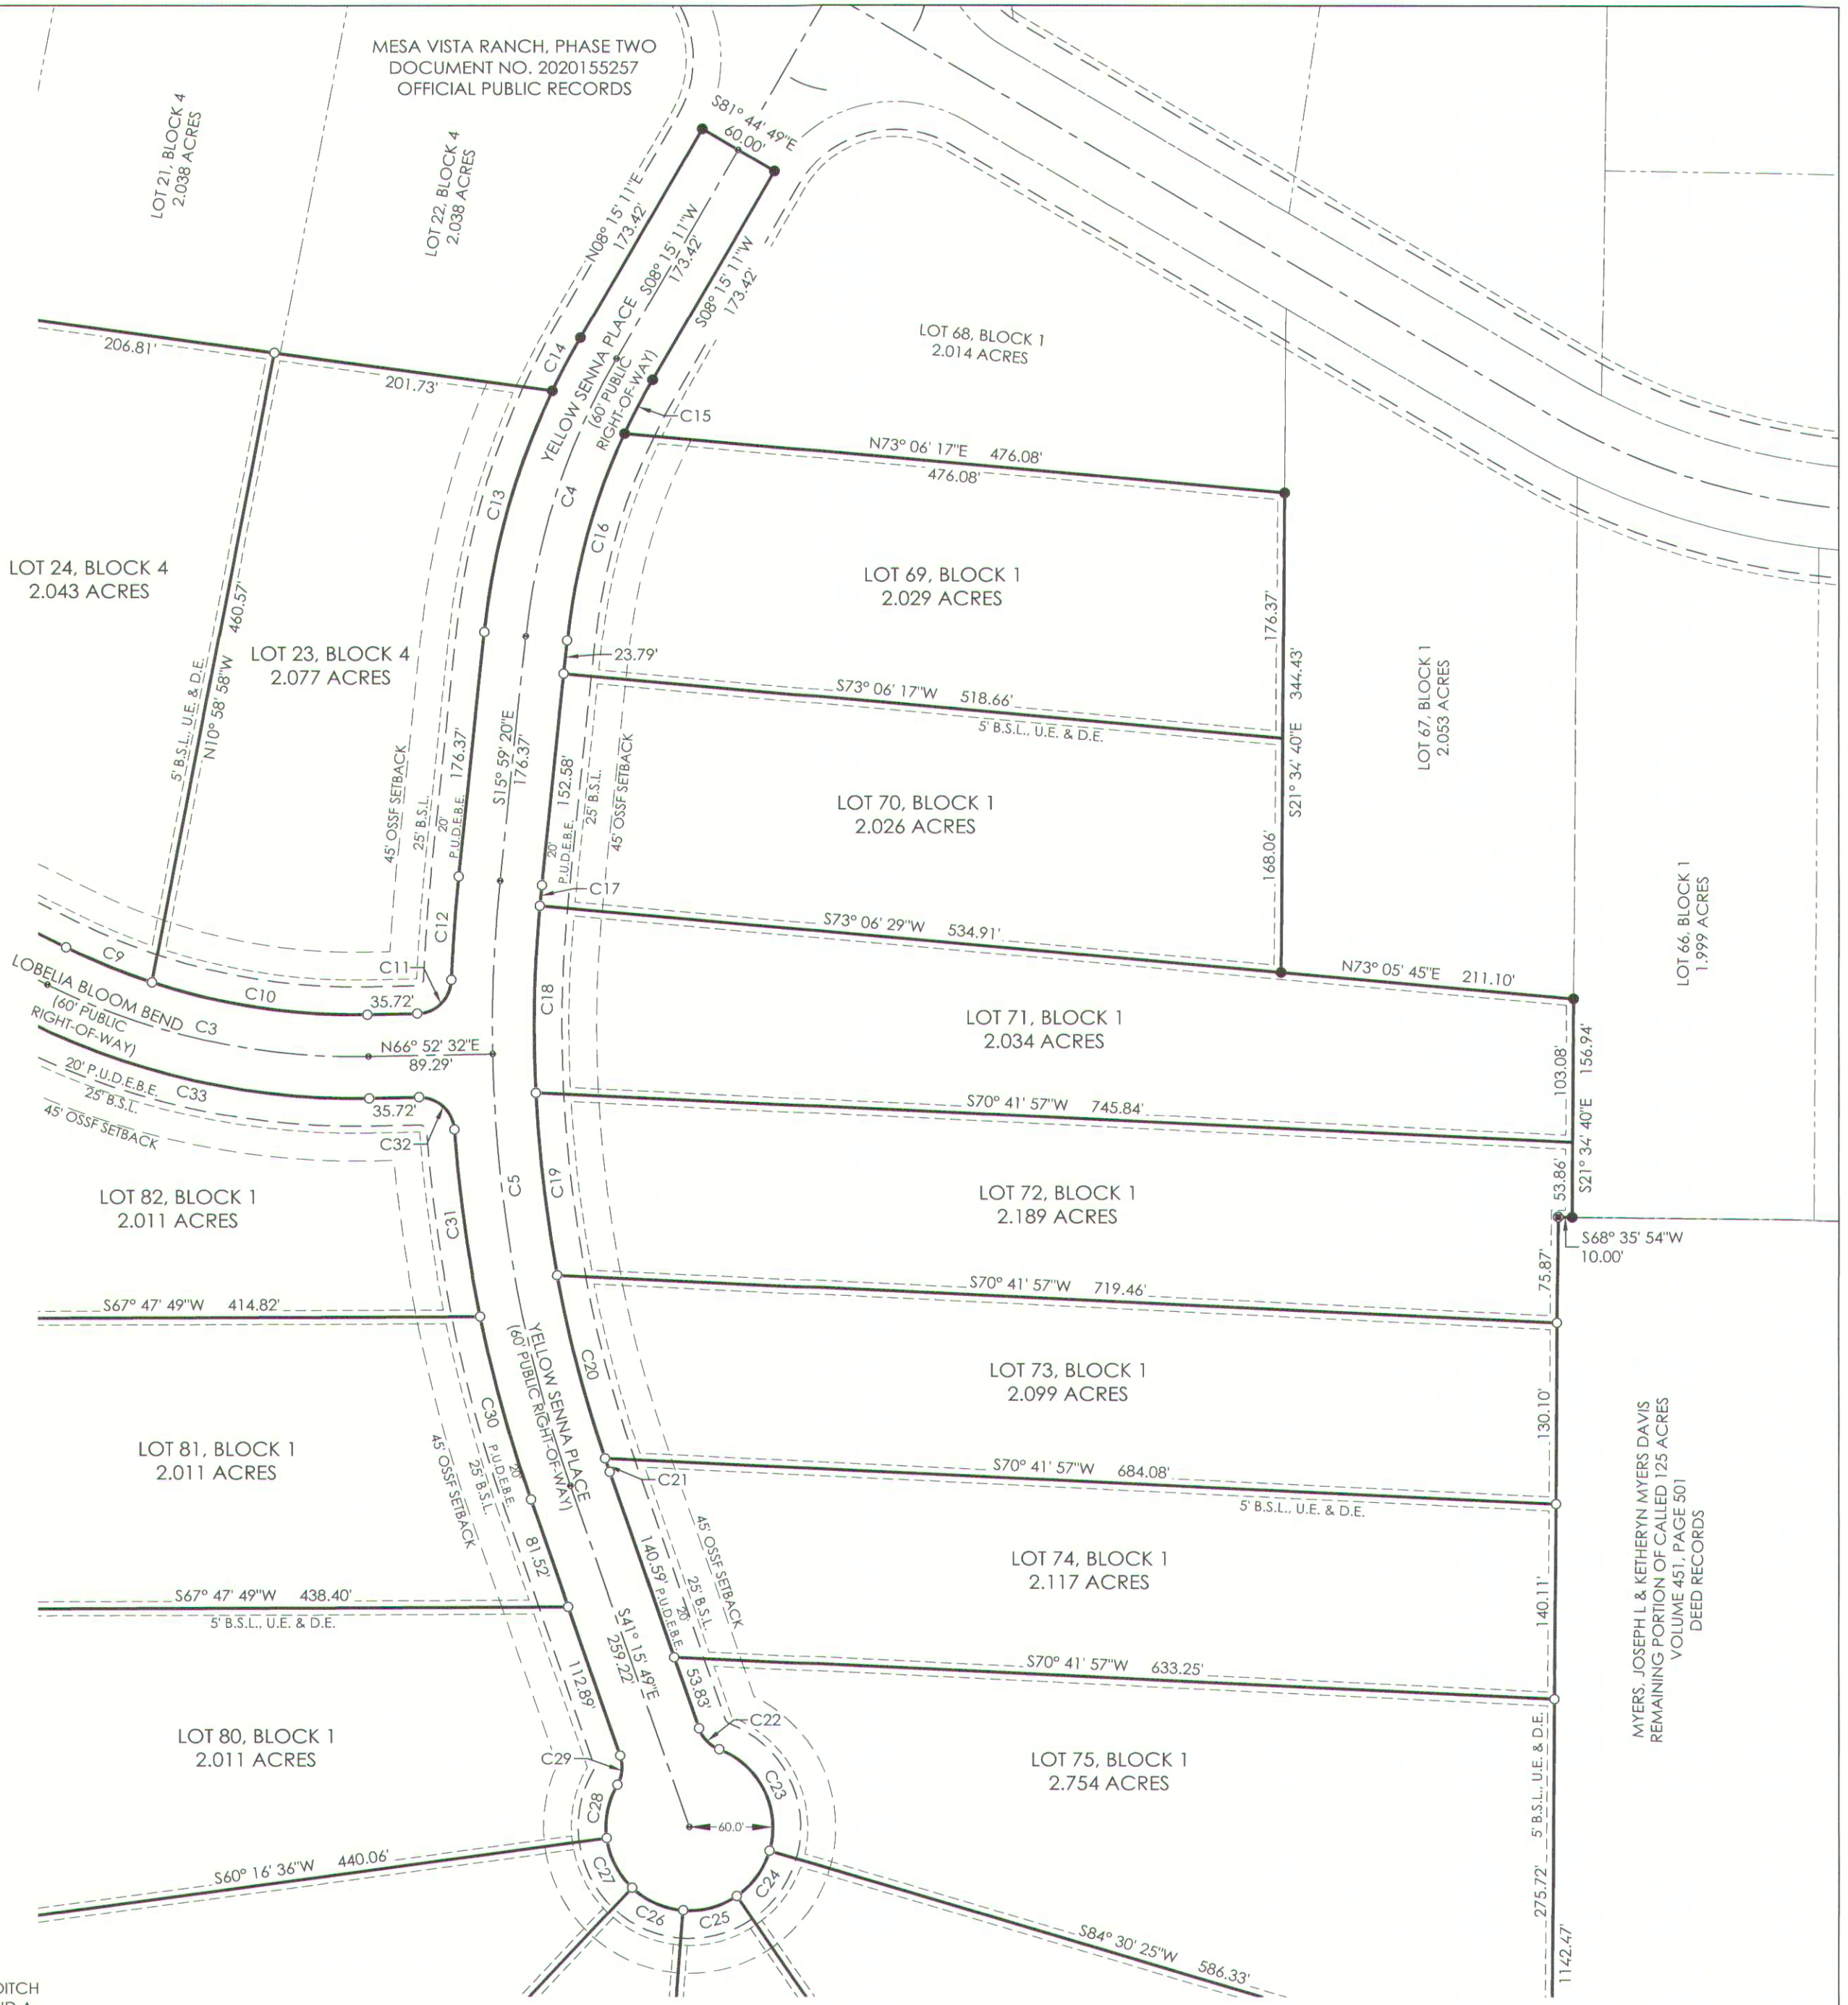 MESA VISTA RANCH, PHASE TWO
DOCUMENT NO. 2020155257
OFFICIAL PUBLIC RECORDS
LOT 21, BLOCK 4
2.038 ACRES
LOT 22, BLOCK 4
2.038 ACRES
S81° 44' 49"E
60.00'
N08° 15' 11"E
173.42'
S08° 15' 11"W
173.42'
S08° 15' 11"W
173.42'
YELLOW SENNA PLACE
(60' PUBLIC
RIGHT-OF-WAY)
C14
C15
206.81'
201.73'
LOT 68, BLOCK 1
2.014 ACRES
N73° 06' 17"E 476.08'
476.08'
C13
C4
C16
LOT 24, BLOCK 4
2.043 ACRES
5' B.S.L., U.E. & D.E.
N10° 58' 58"W 460.57'
LOT 23, BLOCK 4
2.077 ACRES
LOT 69, BLOCK 1
2.029 ACRES
176.37'
23.79'
S73° 06' 17"W 518.66'
5' B.S.L., U.E. & D.E.
S21° 34' 40"E 344.43'
LOT 67, BLOCK 1
2.053 ACRES
45' OSSF SETBACK
25' B.S.L.
20'
P.U.D.E.B.E. 176.37'
S15° 59' 20"E
176.37'
20'
P.U.D.E.B.E. 152.58'
25' B.S.L.
45' OSSF SETBACK
LOT 70, BLOCK 1
2.026 ACRES
168.06'
C17
S73° 06' 29"W 534.91'
N73° 05' 45"E 211.10'
LOT 66, BLOCK 1
1.999 ACRES
C12
C11
C9
C10
35.72'
LOBELIA BLOOM BEND C3
(60' PUBLIC
RIGHT-OF-WAY)
N66° 52' 32"E
89.29'
C18
LOT 71, BLOCK 1
2.034 ACRES
103.08'
S21° 34' 40"E 156.94'
20' P.U.D.E.B.E. C33
25' B.S.L.
45' OSSF SETBACK
35.72'
C32
S70° 41' 57"W 745.84'
53.86'
S68° 35' 54"W
10.00'
LOT 82, BLOCK 1
2.011 ACRES
C31
C5
C19
LOT 72, BLOCK 1
2.189 ACRES
75.87'
S67° 47' 49"W 414.82'
S70° 41' 57"W 719.46'
YELLOW SENNA PLACE
(60' PUBLIC RIGHT-OF-WAY)
C20
LOT 73, BLOCK 1
2.099 ACRES
130.10'
LOT 81, BLOCK 1
2.011 ACRES
45' OSSF SETBACK
25' B.S.L.
C30
P.U.D.E.B.E.
20'
C21
S70° 41' 57"W 684.08'
5' B.S.L., U.E. & D.E.
81.52'
S67° 47' 49"W 438.40'
5' B.S.L., U.E. & D.E.
140.59'
P.U.D.E.B.E.
20'
25' B.S.L.
45' OSSF SETBACK
LOT 74, BLOCK 1
2.117 ACRES
140.11'
MYERS, JOSEPH L & KETHERYN MYERS DAVIS
REMAINING PORTION OF CALLED 125 ACRES
VOLUME 451, PAGE 501
DEED RECORDS
S41° 15' 49"E
259.22'
S70° 41' 57"W 633.25'
112.89'
53.83'
C22
LOT 80, BLOCK 1
2.011 ACRES
C29
LOT 75, BLOCK 1
2.754 ACRES
C23
C28
60.0'
S60° 16' 36"W 440.06'
C27
C26
C25
C24
S84° 30' 25"W 586.33'
275.72' 5' B.S.L., U.E. & D.E.
1142.47'
DITCH